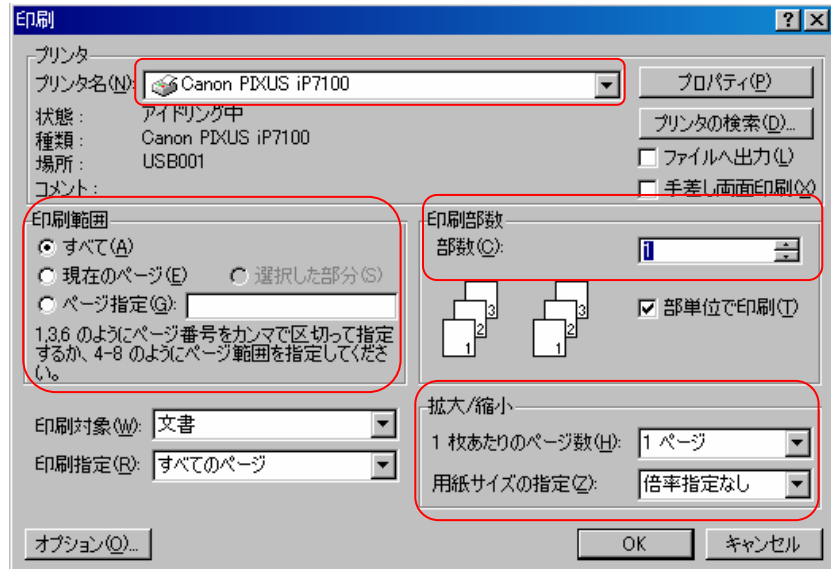 印刷
プリンタ
プリンタ名(N): Canon PIXUS iP7100 プロパティ(P)
状態: アイドリング中 プリンタの検索(D)...
種類: Canon PIXUS iP7100
場所: USB001 ファイルへ出力(L)
コメント: 手差し両面印刷(X)
印刷範囲
すべて(A)
現在のページ(E) 選択した部分(S)
ページ指定(G):
1,3,6 のようにページ番号をカンマで区切って指定
するか、4-8 のようにページ範囲を指定してくださ
い。
印刷部数
部数(C): 1
3 3
2 2
1 1
部単位で印刷(T)
印刷対象(W): 文書
印刷指定(R): すべてのページ
拡大/縮小
1 枚あたりのページ数(H): 1 ページ
用紙サイズの指定(Z): 倍率指定なし
オプション(O)... OK キャンセル